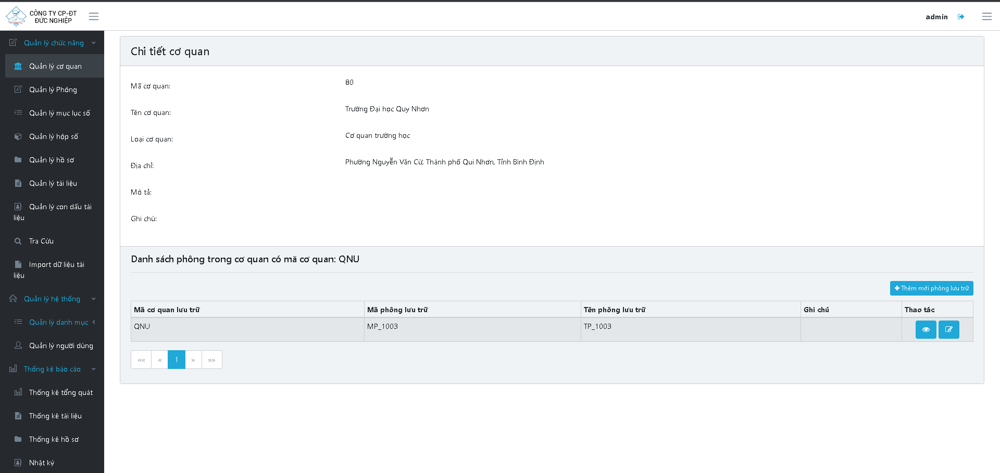 CÔNG TY CP-ĐT
ĐỨC NGHIỆP
admin
Quản lý chức năng
Quản lý cơ quan
Quản lý Phông
Quản lý mục lục số
Quản lý hộp số
Quản lý hồ sơ
Quản lý tài liệu
Quản lý con dấu tài
liệu
Tra Cứu
Import dữ liệu tài
liệu
Quản lý hệ thống
Quản lý danh mục
Quản lý người dùng
Thống kê báo cáo
Thống kê tổng quát
Thống kê tài liệu
Thống kê hồ sơ
Nhật ký
Chi tiết cơ quan
Mã cơ quan: 80
Tên cơ quan: Trường Đại học Quy Nhơn
Loại cơ quan: Cơ quan trường học
Địa chỉ: Phường Nguyễn Văn Cừ, Thành phố Qui Nhơn, Tỉnh Bình Định
Mô tả:
Ghi chú:
Danh sách phông trong cơ quan có mã cơ quan: QNU
Thêm mới phông lưu trữ
Mã cơ quan lưu trữ Mã phông lưu trữ Tên phông lưu trữ Ghi chú Thao tác
QNU MP_1003 TP_1003
«« « 1 » »»